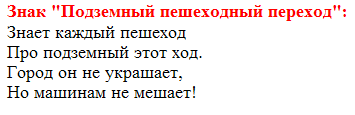 Знак "Подземный пешеходный переход":
Знает каждый пешеход
Про подземный этот ход.
Город он не украшает,
Но машинам не мешает!